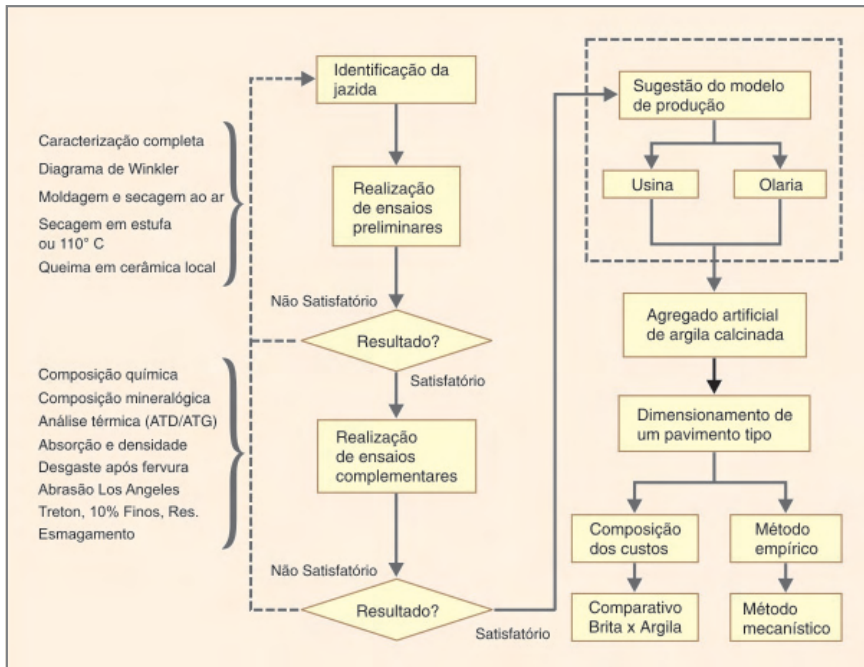 Identificação da
jazida
Caracterização completa
Diagrama de Winkler
Moldagem e secagem ao ar
Secagem em estufa
ou 110° C
Queima em cerâmica local
Realização
de ensaios
preliminares
Não Satisfatório
Resultado?
Satisfatório
Composição química
Composição mineralógica
Análise térmica (ATD/ATG)
Absorção e densidade
Desgaste após fervura
Abrasão Los Angeles
Treton, 10% Finos, Res.
Esmagamento
Realização
de ensaios
complementares
Não Satisfatório
Resultado?
Satisfatório
Sugestão do modelo
de produção
Usina
Olaria
Agregado artificial
de argila calcinada
Dimensionamento de
um pavimento tipo
Composição
dos custos
Método
empírico
Comparativo
Brita x Argila
Método
mecanístico